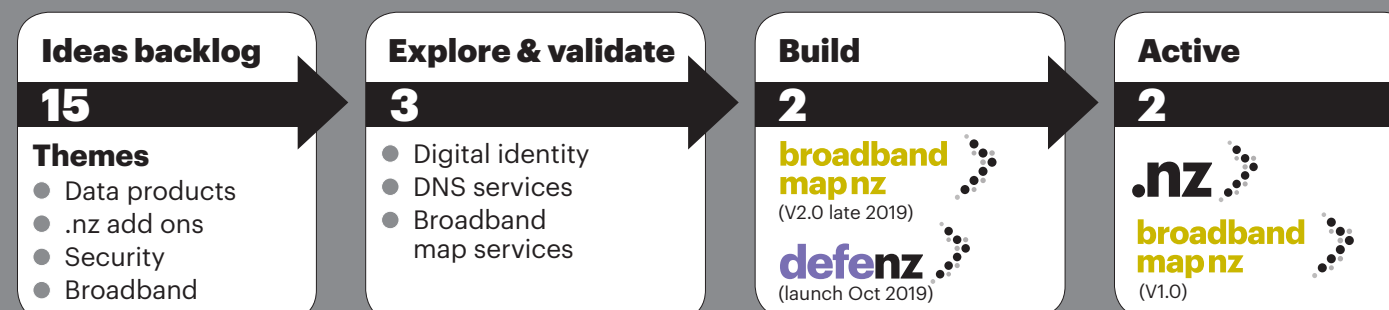 Ideas backlog
15
Themes
Data products
.nz add ons
Security
Broadband
Explore & validate
3
Digital identity
DNS services
Broadband
map services
Build
2
broadband
map nz
(V2.0 late 2019)
defenz
(launch Oct 2019)
Active
2
.nz
broadband
map nz
(V1.0)